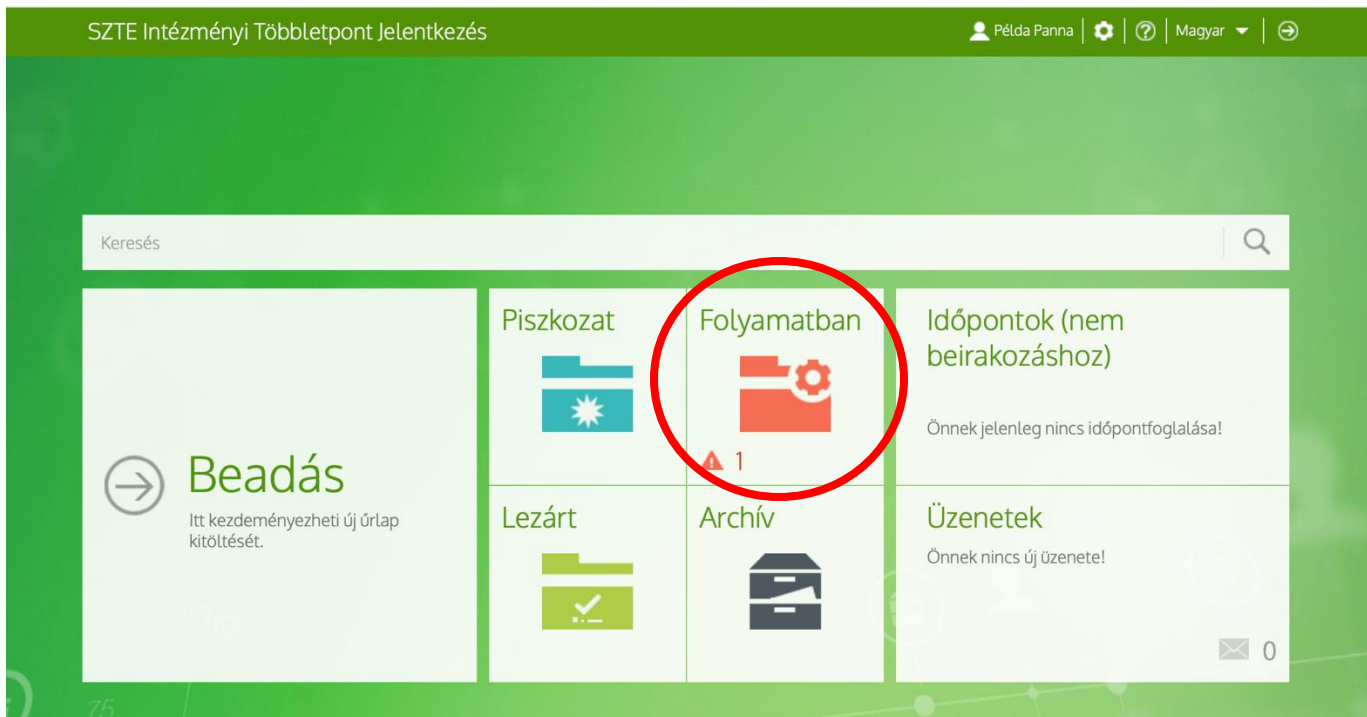 SZTE Intézményi Többletpont Jelentkezés
Példa Panna
Magyar
Keresés
Beadás
Itt kezdeményezheti új űrlap
kitöltését.
Piszkozat
Folyamatban
1
Lezárt
Archív
Időpontok (nem
beirakozáshoz)
Önnek jelenleg nincs időpontfoglalása!
Üzenetek
Önnek nincs új üzenete!
0
75